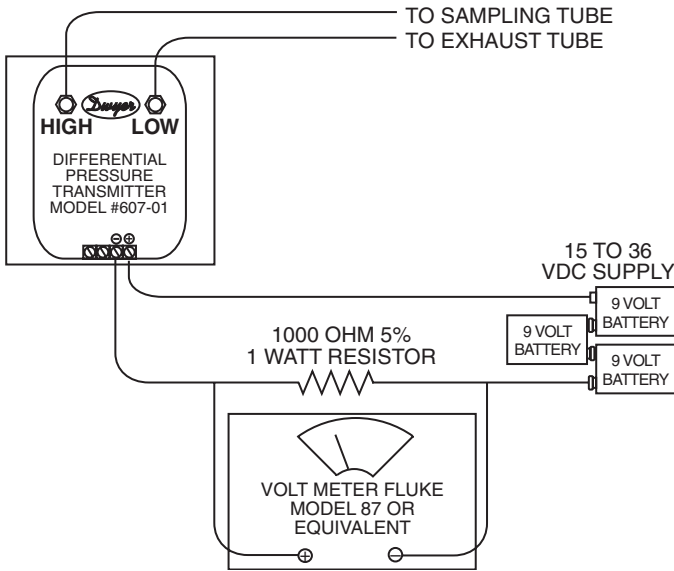 TO SAMPLING TUBE
TO EXHAUST TUBE
Dwyer
HIGH
LOW
DIFFERENTIAL
PRESSURE
TRANSMITTER
MODEL #607-01
15 TO 36
VDC SUPPLY
9 VOLT
BATTERY
9 VOLT
BATTERY
9 VOLT
BATTERY
1000 OHM 5%
1 WATT RESISTOR
VOLT METER FLUKE
MODEL 87 OR
EQUIVALENT